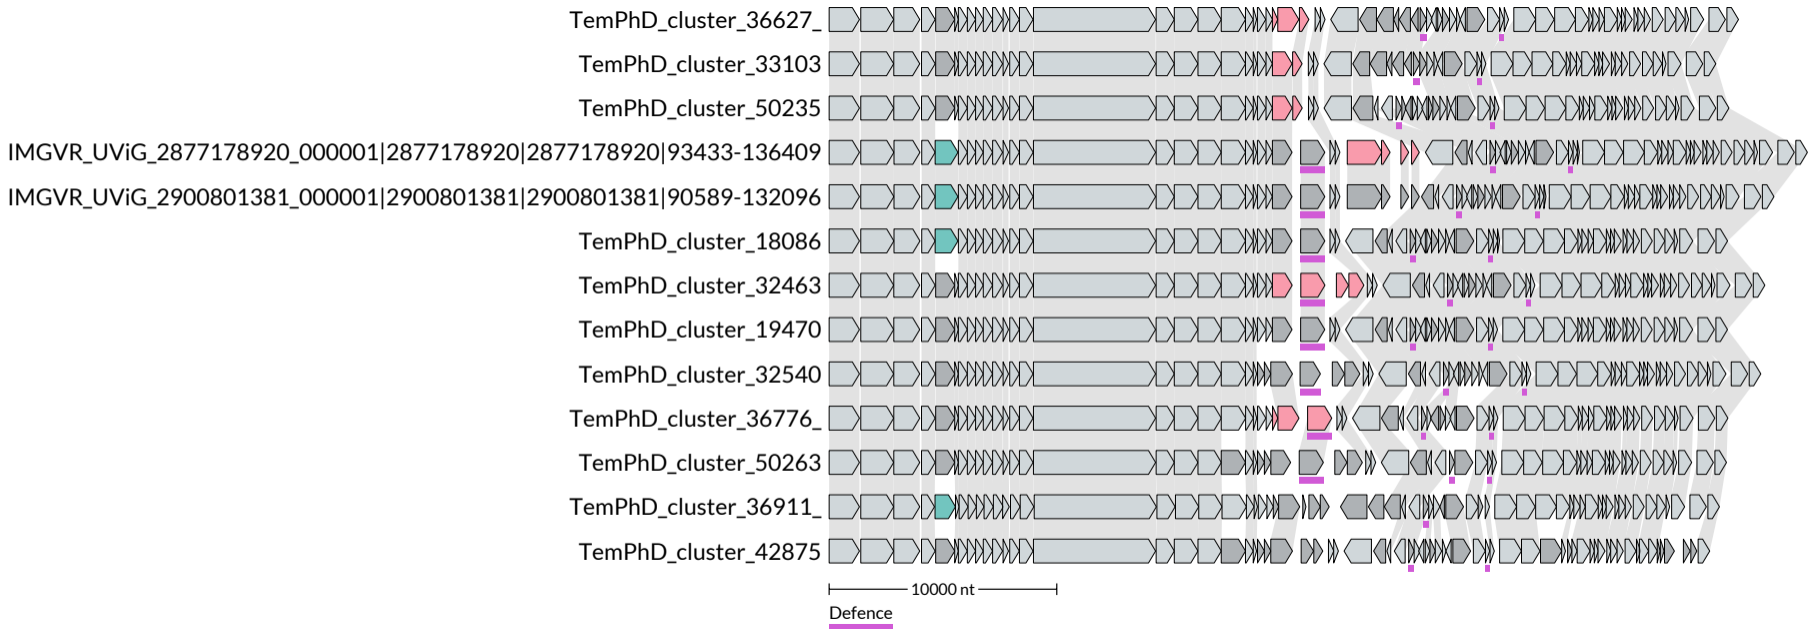 TemPhD_cluster_36627_
TemPhD_cluster_33103
TemPhD_cluster_50235
IMGVR_UViG_2877178920_000001|2877178920|2877178920|93433-136409
IMGVR_UViG_2900801381_000001|2900801381|2900801381|90589-132096
TemPhD_cluster_18086
TemPhD_cluster_32463
TemPhD_cluster_19470
TemPhD_cluster_32540
TemPhD_cluster_36776_
TemPhD_cluster_50263
TemPhD_cluster_36911_
TemPhD_cluster_42875
10000 nt
Defence